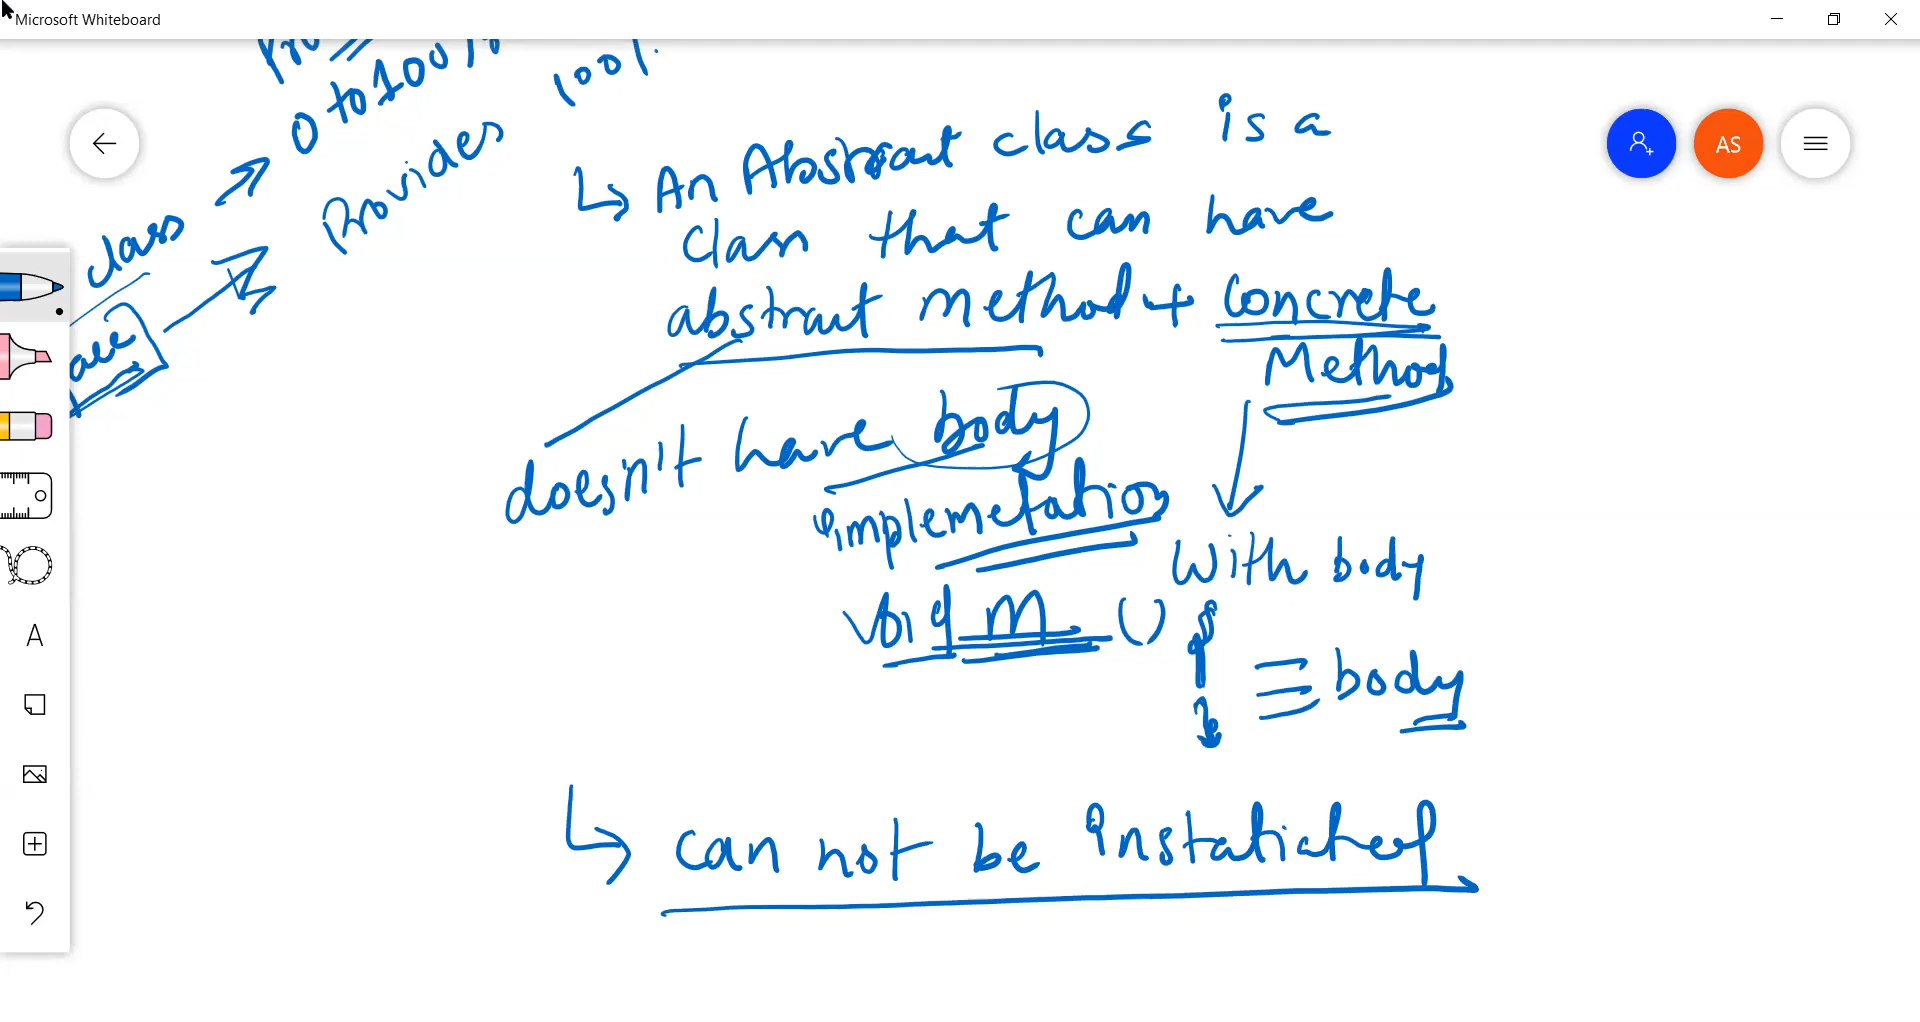 Microsoft Whiteboard
0 to 100%
Provides 100%
class
↳ An Abstract class is a
class that can have
abstract method + concrete
Method
doesn't have body
implemetation
With body
void m ()
{
≡ body
}
↳ can not be instatiated
AS
A